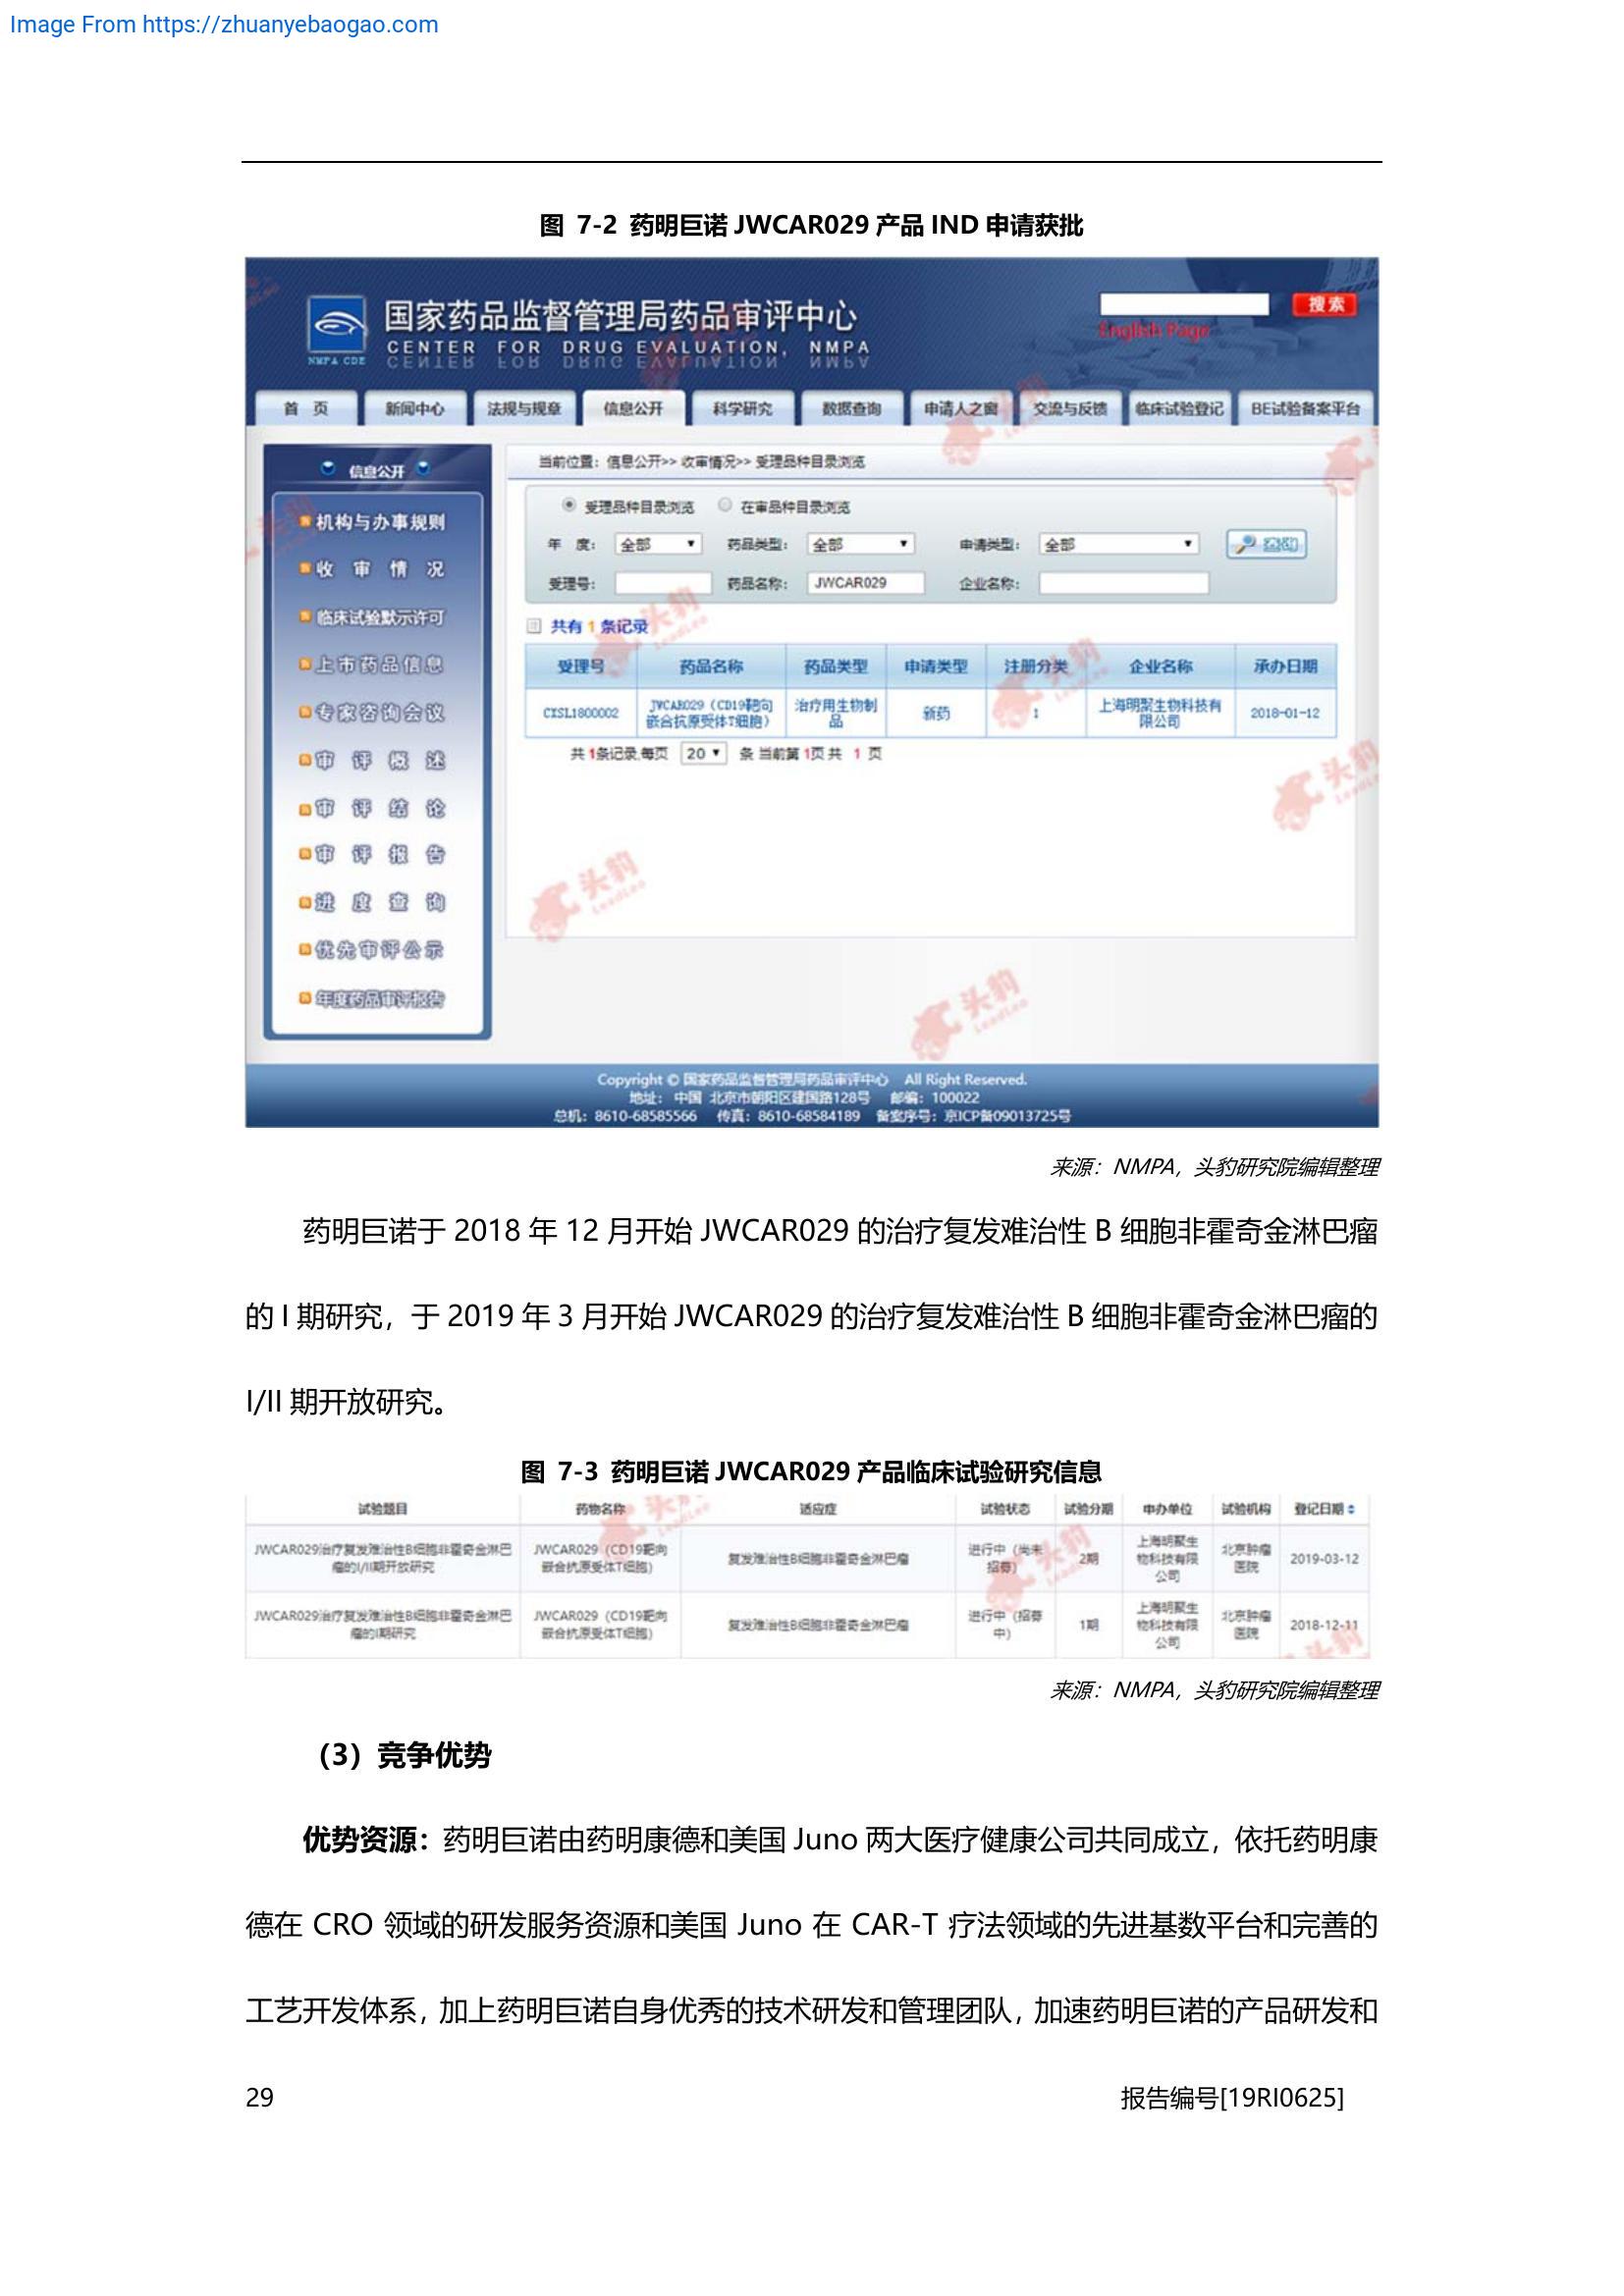 Image From https://zhuanyebaogao.com
图 7-2 药明巨诺 JWCAR029 产品 IND 申请获批
国家药品监督管理局药品审评中心
CENTER FOR DRUG EVALUATION, NMPA
NMPA CDE
搜索
English Page
首 页 新闻中心 法规与规章 信息公开 科学研究 数据查询 申请人之窗 交流与反馈 临床试验登记 BE试验备案平台
信息公开
机构与办事规则
收 审 情 况
临床试验默示许可
上市药品信息
专家咨询会议
审 评 概 述
审 评 结 论
审 评 报 告
进 度 查 询
优先审评公示
年度药品审评报告
当前位置：信息公开>> 收审情况>> 受理品种目录浏览
受理品种目录浏览 在审品种目录浏览
年 度： 全部 药品类型： 全部 申请类型： 全部 查询
受理号： 药品名称： JWCAR029 企业名称：
共有 1 条记录
受理号 药品名称 药品类型 申请类型 注册分类 企业名称 承办日期
CXSL1800002 JWCAR029（CD19靶向嵌合抗原受体T细胞） 治疗用生物制品 新药 1 上海明聚生物科技有限公司 2018-01-12
共 1条记录,每页 20 条 当前第 1页 共 1 页
Copyright © 国家药品监督管理局药品审评中心 All Right Reserved.
地址： 中国 北京市朝阳区建国路128号 邮编：100022
总机：8610-68585566 传真：8610-68584189 备案序号：京ICP备09013725号
来源：NMPA，头豹研究院编辑整理
药明巨诺于 2018 年 12 月开始 JWCAR029 的治疗复发难治性 B 细胞非霍奇金淋巴瘤
的 I 期研究，于 2019 年 3 月开始 JWCAR029 的治疗复发难治性 B 细胞非霍奇金淋巴瘤的
I/II 期开放研究。
图 7-3 药明巨诺 JWCAR029 产品临床试验研究信息
试验题目 药物名称 适应症 试验状态 试验分期 申办单位 试验机构 登记日期
JWCAR029治疗复发难治性B细胞非霍奇金淋巴瘤的I/II期开放研究 JWCAR029（CD19靶向嵌合抗原受体T细胞） 复发难治性B细胞非霍奇金淋巴瘤 进行中（尚未招募） 2期 上海明聚生物科技有限公司 北京肿瘤医院 2019-03-12
JWCAR029治疗复发难治性B细胞非霍奇金淋巴瘤的I期研究 JWCAR029（CD19靶向嵌合抗原受体T细胞） 复发难治性B细胞非霍奇金淋巴瘤 进行中（招募中） 1期 上海明聚生物科技有限公司 北京肿瘤医院 2018-12-11
来源：NMPA，头豹研究院编辑整理
（3）竞争优势
优势资源：药明巨诺由药明康德和美国 Juno 两大医疗健康公司共同成立，依托药明康
德在 CRO 领域的研发服务资源和美国 Juno 在 CAR-T 疗法领域的先进基数平台和完善的
工艺开发体系，加上药明巨诺自身优秀的技术研发和管理团队，加速药明巨诺的产品研发和
29 报告编号[19RI0625]
头豹
LeadLeo